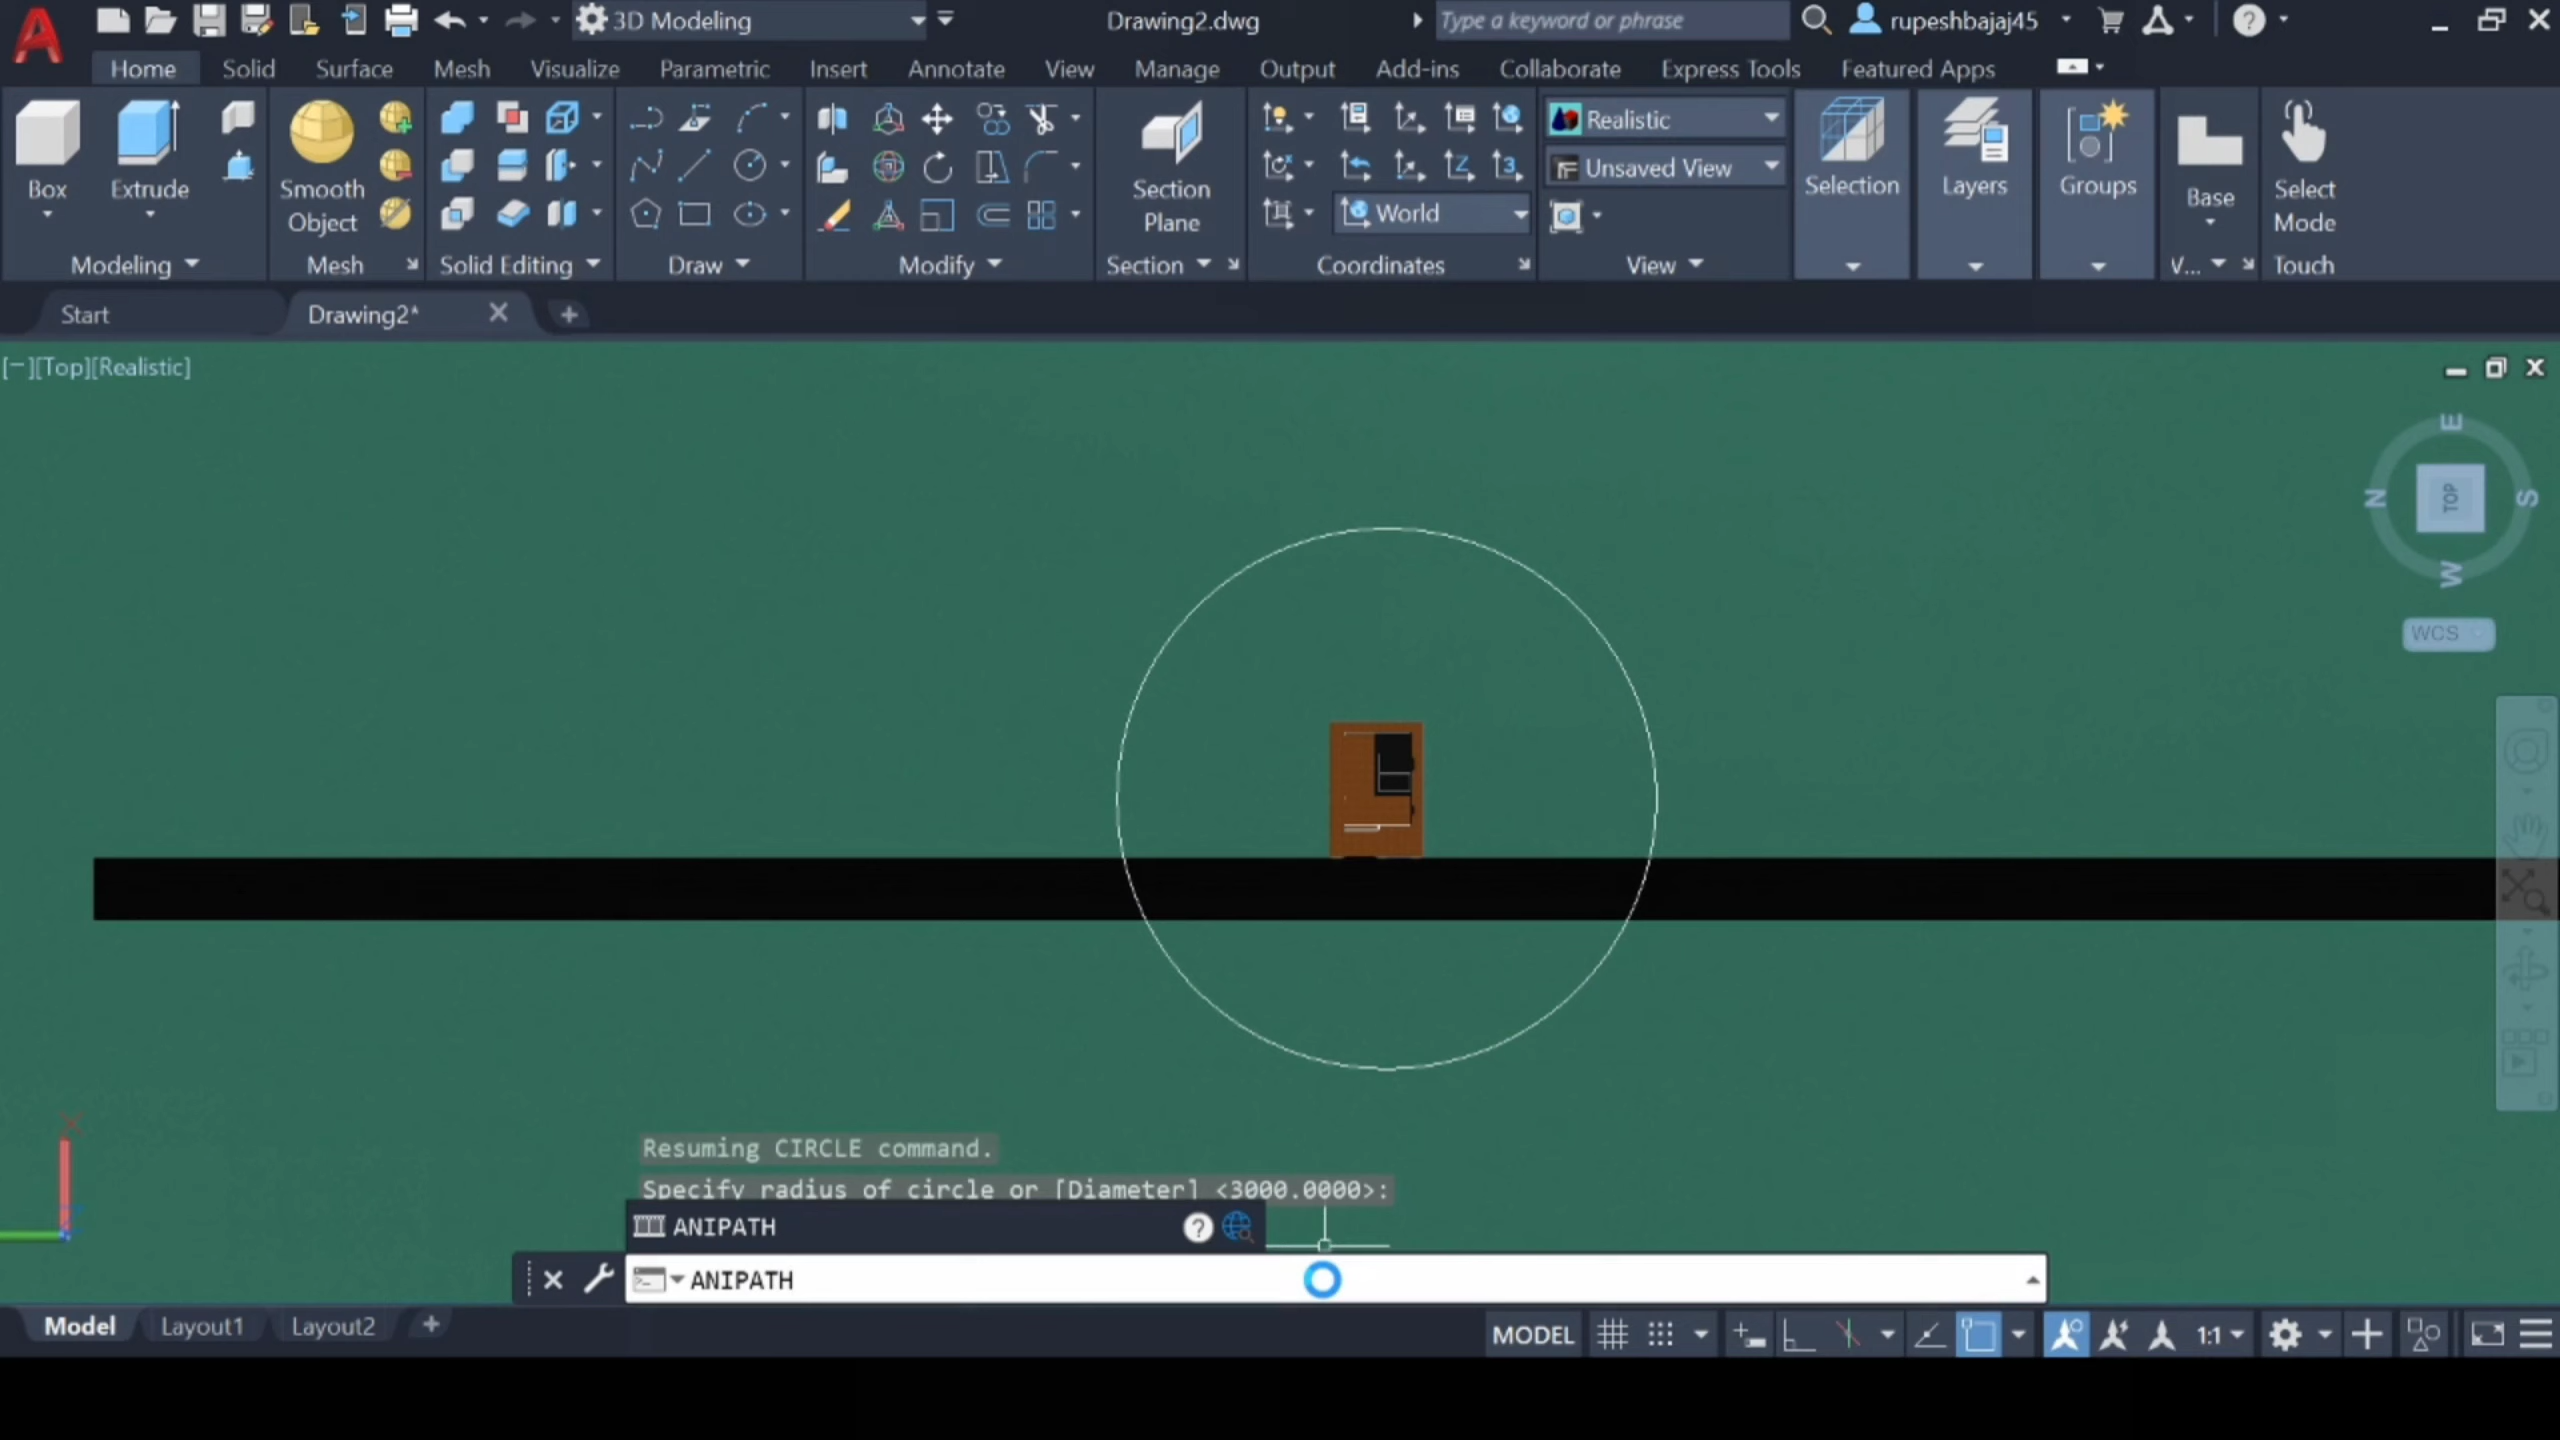 3D Modeling
Drawing2.dwg
Type a keyword or phrase
rupeshbajaj45
Home Solid Surface Mesh Visualize Parametric Insert Annotate View Manage Output Add-ins Collaborate Express Tools Featured Apps
Box
Extrude
Smooth
Object
Section
Plane
World
Realistic
Unsaved View
Selection
Layers
Groups
Base
Select
Mode
Modeling Mesh Solid Editing Draw Modify Section Coordinates View V... Touch
Start Drawing2*
[−][Top][Realistic]
E
N
TOP
S
W
WCS
X
Resuming CIRCLE command.
Specify radius of circle or [Diameter] <3000.0000>:
ANIPATH
ANIPATH
Model Layout1 Layout2
MODEL
1:1